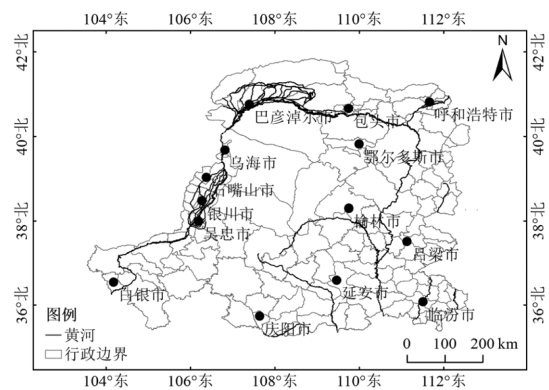 104°东 106°东 108°东 110°东 112°东
N
42°北 42°北
40°北 40°北
38°北 38°北
36°北 36°北
巴彦淖尔市
包头市
呼和浩特市
鄂尔多斯市
乌海市
石嘴山市
银川市
吴忠市
榆林市
吕梁市
白银市
延安市
临汾市
庆阳市
图例
黄河
行政边界
0 100 200 km
104°东 106°东 108°东 110°东 112°东